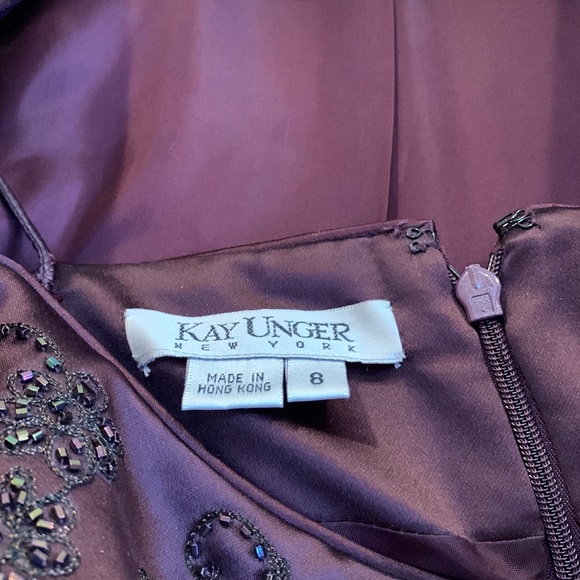 KAY UNGER
NEW YORK
MADE IN
HONG KONG
8